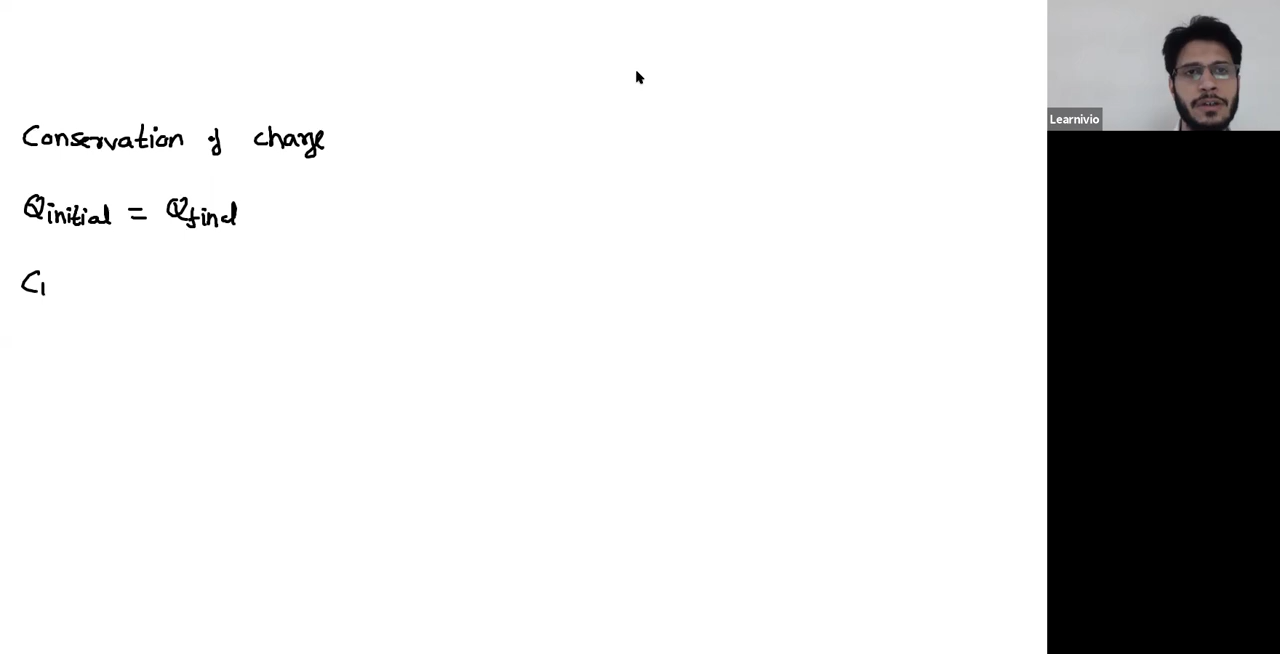 Conservation of charge
Qinitial = Qfinal
C1
Learnivio